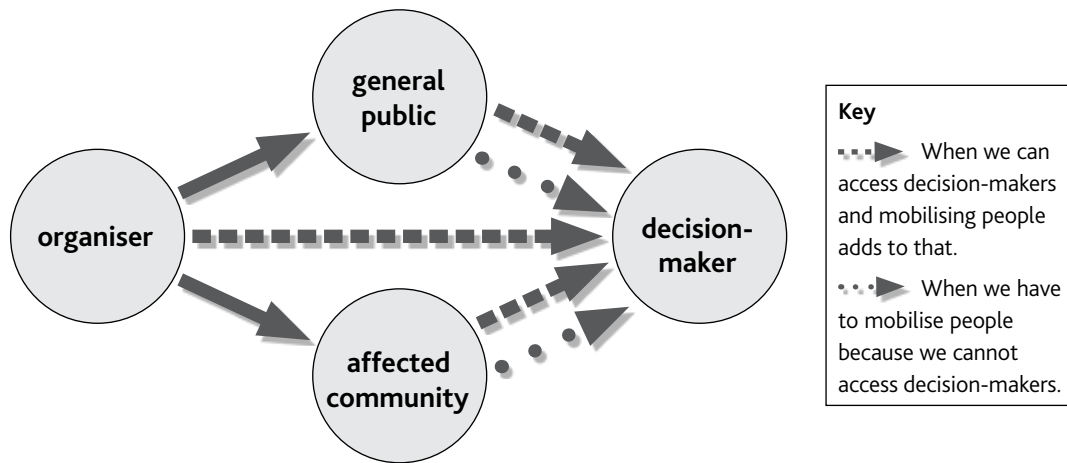 general
public
organiser
decision-
maker
affected
community
Key
When we can
access decision-makers
and mobilising people
adds to that.
When we have
to mobilise people
because we cannot
access decision-makers.